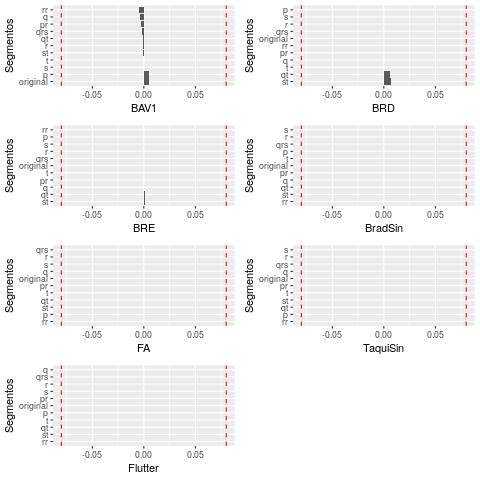 Segmentos
rr
q
pr
qrs
qt
r
st
t
s
p
original
-0.05 0.00 0.05
BAV1
Segmentos
p
s
r
qrs
original
pr
rr
q
t
qt
st
-0.05 0.00 0.05
BRD
Segmentos
rr
p
s
r
qrs
original
t
pr
q
qt
st
-0.05 0.00 0.05
BRE
Segmentos
s
r
qrs
p
t
original
pr
q
qt
st
rr
-0.05 0.00 0.05
BradSin
Segmentos
qrs
r
s
q
original
pr
t
qt
st
p
rr
-0.05 0.00 0.05
FA
Segmentos
s
r
q
qrs
original
pr
t
qt
st
p
rr
-0.05 0.00 0.05
TaquiSin
Segmentos
q
qrs
r
s
pr
original
p
t
qt
st
rr
-0.05 0.00 0.05
Flutter